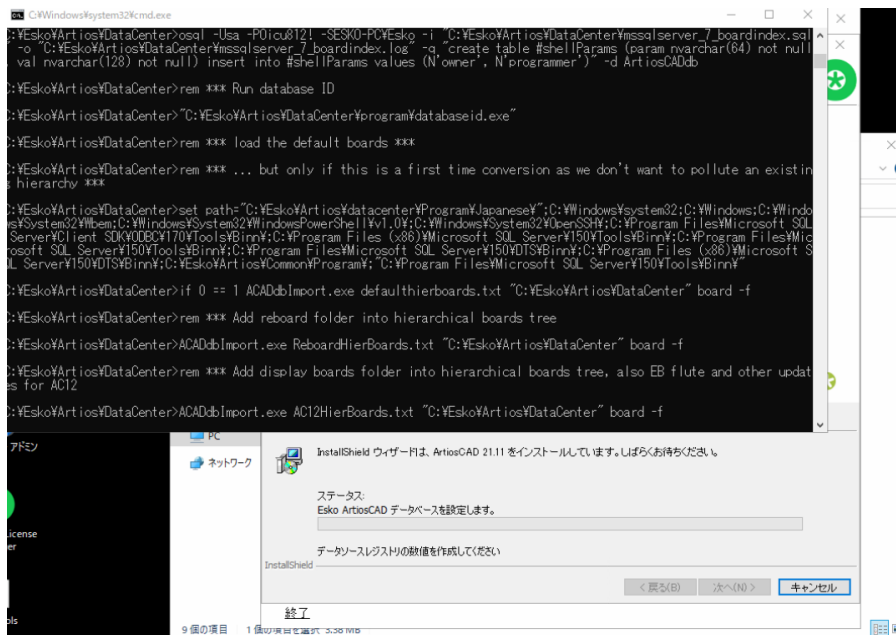 C:¥Windows¥system32¥cmd.exe
:¥Esko¥Artios¥DataCenter>osql -Usa -POicu812! -SESKO-PC¥Esko -i "C:¥Esko¥Artios¥DataCenter¥mssqlserver_7_boardindex.sql
" -o "C:¥Esko¥Artios¥DataCenter¥mssqlserver_7_boardindex.log" -q "create table #shellParams (param nvarchar(64) not null
, val nvarchar(128) not null) insert into #shellParams values (N'owner', N'programmer')" -d ArtiosCADdb
:¥Esko¥Artios¥DataCenter>rem *** Run database ID
:¥Esko¥Artios¥DataCenter>"C:¥Esko¥Artios¥DataCenter¥program¥databaseid.exe"
:¥Esko¥Artios¥DataCenter>rem *** load the default boards ***
:¥Esko¥Artios¥DataCenter>rem *** ... but only if this is a first time conversion as we don't want to pollute an existin
g hierarchy ***
:¥Esko¥Artios¥DataCenter>set path="C:¥Esko¥Artios¥datacenter¥Program¥Japanese¥";C:¥Windows¥system32;C:¥Windows;C:¥Windo
ws¥System32¥Wbem;C:¥Windows¥System32¥WindowsPowerShell¥v1.0¥;C:¥Windows¥System32¥OpenSSH¥;C:¥Program Files¥Microsoft SQL
Server¥Client SDK¥ODBC¥170¥Tools¥Binn¥;C:¥Program Files (x86)¥Microsoft SQL Server¥150¥Tools¥Binn¥;C:¥Program Files¥Mic
rosoft SQL Server¥150¥Tools¥Binn¥;C:¥Program Files¥Microsoft SQL Server¥150¥DTS¥Binn¥;C:¥Program Files (x86)¥Microsoft S
QL Server¥150¥DTS¥Binn¥;C:¥Esko¥Artios¥Common¥Program¥;"C:¥Program Files¥Microsoft SQL Server¥150¥Tools¥Binn¥"
:¥Esko¥Artios¥DataCenter>if 0 == 1 ACADdbImport.exe defaulthierboards.txt "C:¥Esko¥Artios¥DataCenter" board -f
:¥Esko¥Artios¥DataCenter>rem *** Add reboard folder into hierarchical boards tree
:¥Esko¥Artios¥DataCenter>ACADdbImport.exe ReboardHierBoards.txt "C:¥Esko¥Artios¥DataCenter" board -f
:¥Esko¥Artios¥DataCenter>rem *** Add display boards folder into hierarchical boards tree, also EB flute and other updat
es for AC12
:¥Esko¥Artios¥DataCenter>ACADdbImport.exe AC12HierBoards.txt "C:¥Esko¥Artios¥DataCenter" board -f
アドミン
PC
ネットワーク
InstallShield ウィザードは、ArtiosCAD 21.11 をインストールしています。しばらくお待ちください。
ステータス:
Esko ArtiosCAD データベースを設定します。
データソースレジストリの数値を作成してください
InstallShield
< 戻る(B)
次へ(N) >
キャンセル
終了
9 個の項目
1 個の項目を選択 3.38 MB